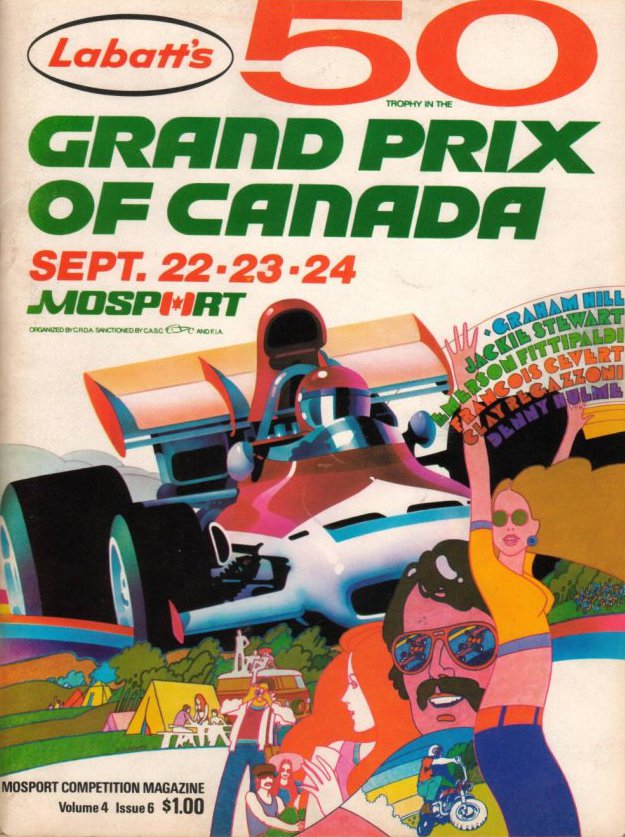 Labatt's 50
TROPHY IN THE
GRAND PRIX
OF CANADA
SEPT. 22·23·24
MOSPORT
ORGANIZED BY C.R.D.A. SANCTIONED BY C.A.S.C. AND F.I.A.
·GRAHAM HILL
JACKIE STEWART
EMERSON FITTIPALDI
FRANÇOIS CEVERT
CLAY REGAZZONI
DENNY HULME
MOSPORT COMPETITION MAGAZINE
Volume 4 Issue 6 $1.00